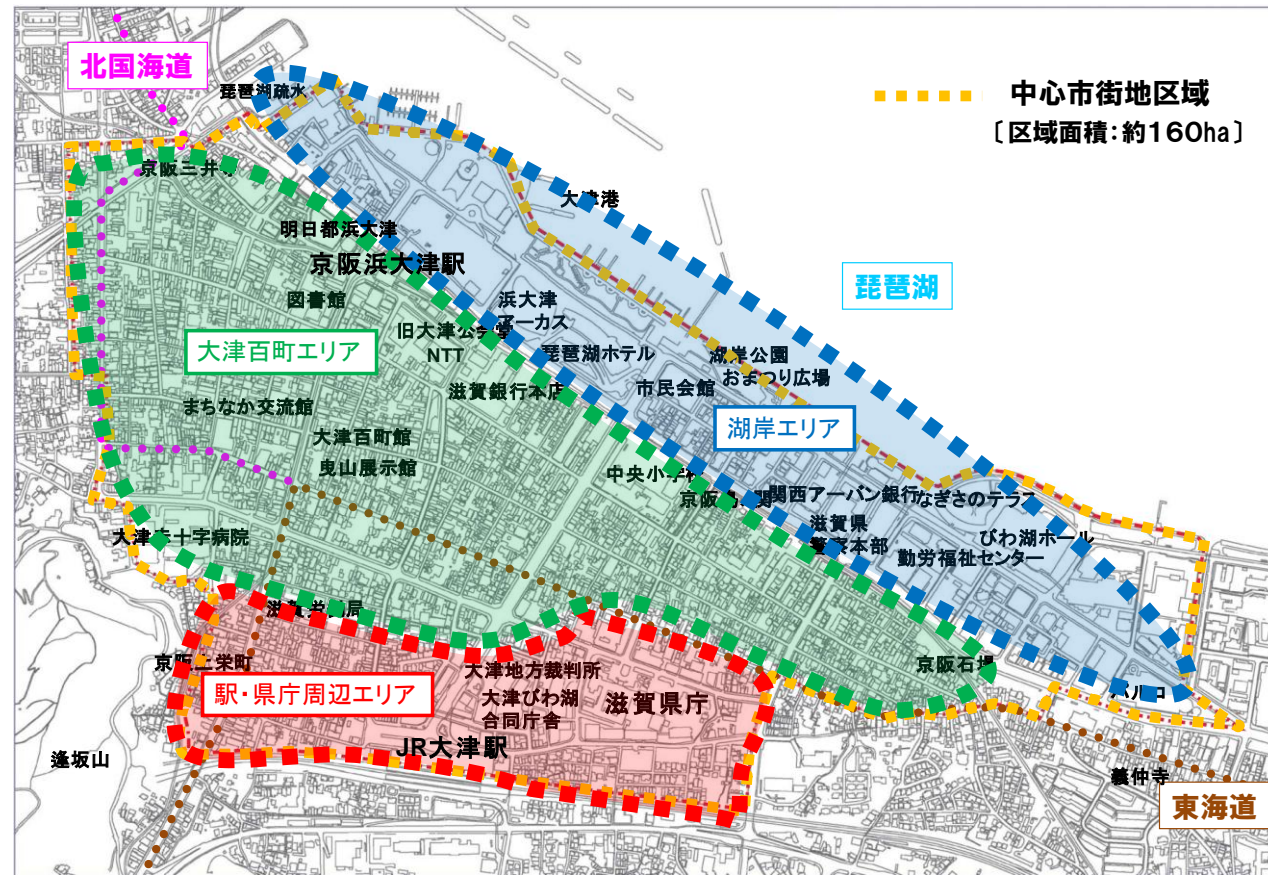 北国海道
琵琶湖疏水
中心市街地区域
〔区域面積：約160ha〕
京阪三井寺
大津港
明日都浜大津
京阪浜大津駅
琵琶湖
図書館
浜大津
アーカス
旧大津公会堂
NTT
大津百町エリア
琵琶湖ホテル
湖岸公園
おまつり広場
市民会館
滋賀銀行本店
まちなか交流館
湖岸エリア
大津百町館
曳山展示館
中央小学校
関西アーバン銀行
なぎさのテラス
滋賀県
警察本部
びわ湖ホール
勤労福祉センター
大津赤十字病院
京阪石場
大津地方裁判所
駅・県庁周辺エリア
大津びわ湖
合同庁舎
滋賀県庁
パルコ
JR大津駅
逢坂山
義仲寺
東海道